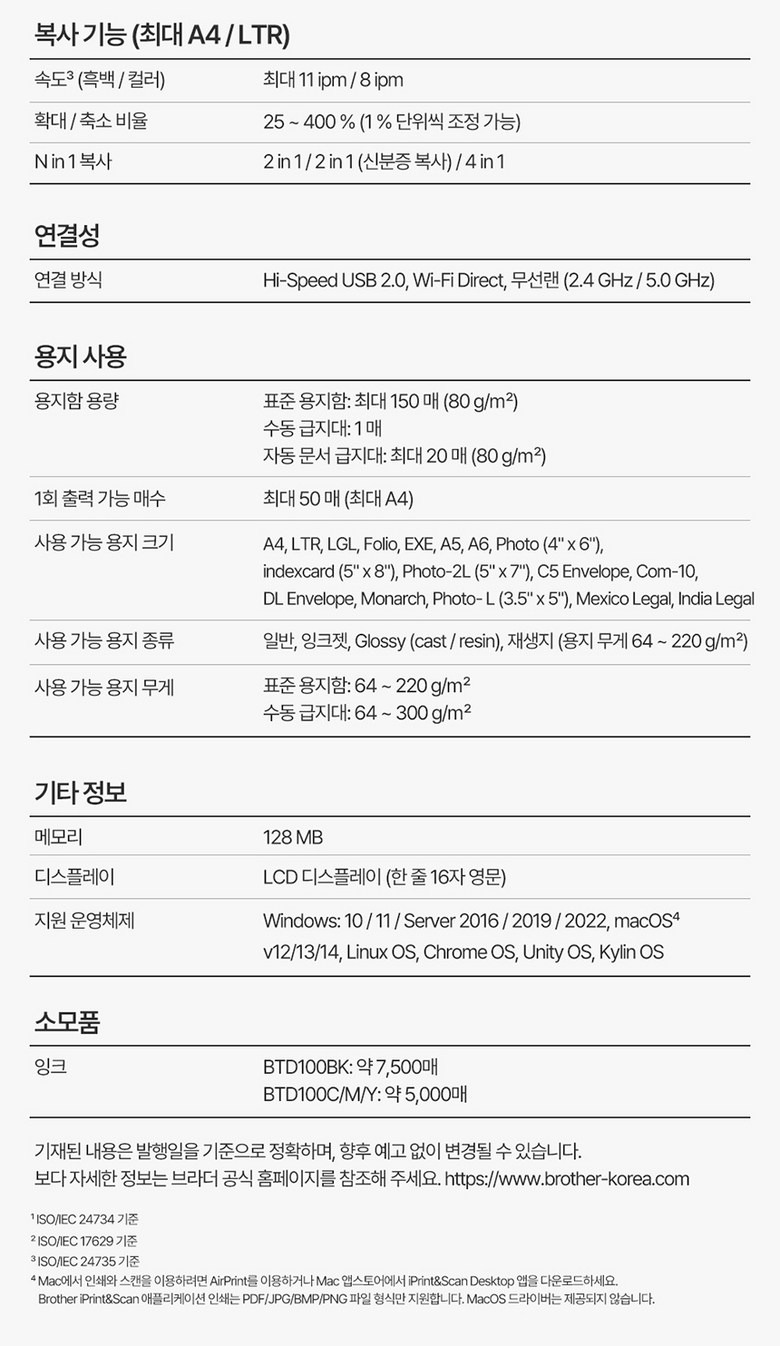 복사 기능 (최대 A4 / LTR)
속도³ (흑백 / 컬러) 최대 11 ipm / 8 ipm
확대 / 축소 비율 25 ~ 400 % (1 % 단위씩 조정 가능)
N in 1 복사 2 in 1 / 2 in 1 (신분증 복사) / 4 in 1
연결성
연결 방식 Hi-Speed USB 2.0, Wi-Fi Direct, 무선랜 (2.4 GHz / 5.0 GHz)
용지 사용
용지함 용량 표준 용지함: 최대 150 매 (80 g/m²)
수동 급지대: 1 매
자동 문서 급지대: 최대 20 매 (80 g/m²)
1회 출력 가능 매수 최대 50 매 (최대 A4)
사용 가능 용지 크기 A4, LTR, LGL, Folio, EXE, A5, A6, Photo (4" x 6"),
indexcard (5" x 8"), Photo-2L (5" x 7"), C5 Envelope, Com-10,
DL Envelope, Monarch, Photo- L (3.5" x 5"), Mexico Legal, India Legal
사용 가능 용지 종류 일반, 잉크젯, Glossy (cast / resin), 재생지 (용지 무게 64 ~ 220 g/m²)
사용 가능 용지 무게 표준 용지함: 64 ~ 220 g/m²
수동 급지대: 64 ~ 300 g/m²
기타 정보
메모리 128 MB
디스플레이 LCD 디스플레이 (한 줄 16자 영문)
지원 운영체제 Windows: 10 / 11 / Server 2016 / 2019 / 2022, macOS⁴
v12/13/14, Linux OS, Chrome OS, Unity OS, Kylin OS
소모품
잉크 BTD100BK: 약 7,500매
BTD100C/M/Y: 약 5,000매
기재된 내용은 발행일을 기준으로 정확하며, 향후 예고 없이 변경될 수 있습니다.
보다 자세한 정보는 브라더 공식 홈페이지를 참조해 주세요. https://www.brother-korea.com
¹ ISO/IEC 24734 기준
² ISO/IEC 17629 기준
³ ISO/IEC 24735 기준
⁴ Mac에서 인쇄와 스캔을 이용하려면 AirPrint를 이용하거나 Mac 앱스토어에서 iPrint&Scan Desktop 앱을 다운로드하세요.
Brother iPrint&Scan 애플리케이션 인쇄는 PDF/JPG/BMP/PNG 파일 형식만 지원합니다. MacOS 드라이버는 제공되지 않습니다.